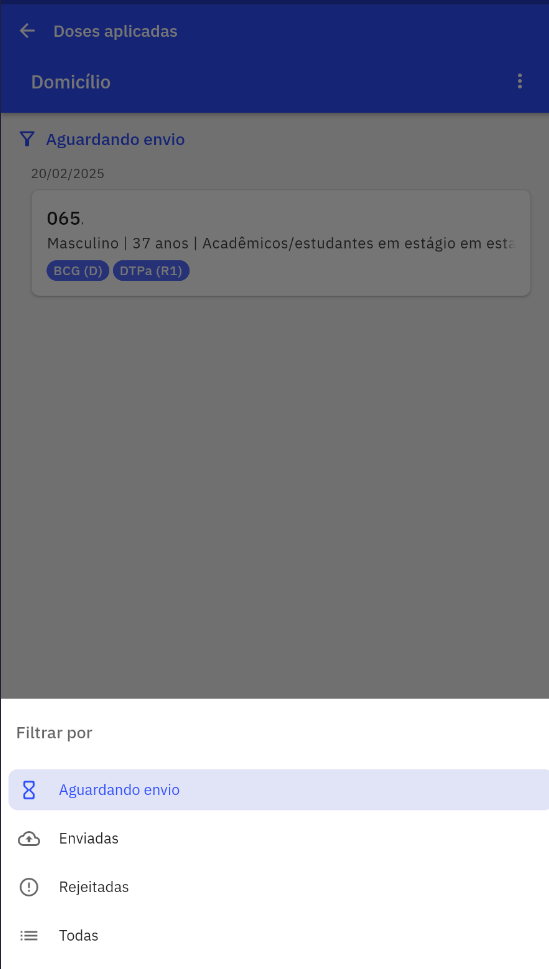 Doses aplicadas
Domicílio
Aguardando envio
20/02/2025
065.
Masculino | 37 anos | Acadêmicos/estudantes em estágio em
BCG (D) DTPa (R1)
Filtrar por
Aguardando envio
Enviadas
Rejeitadas
Todas